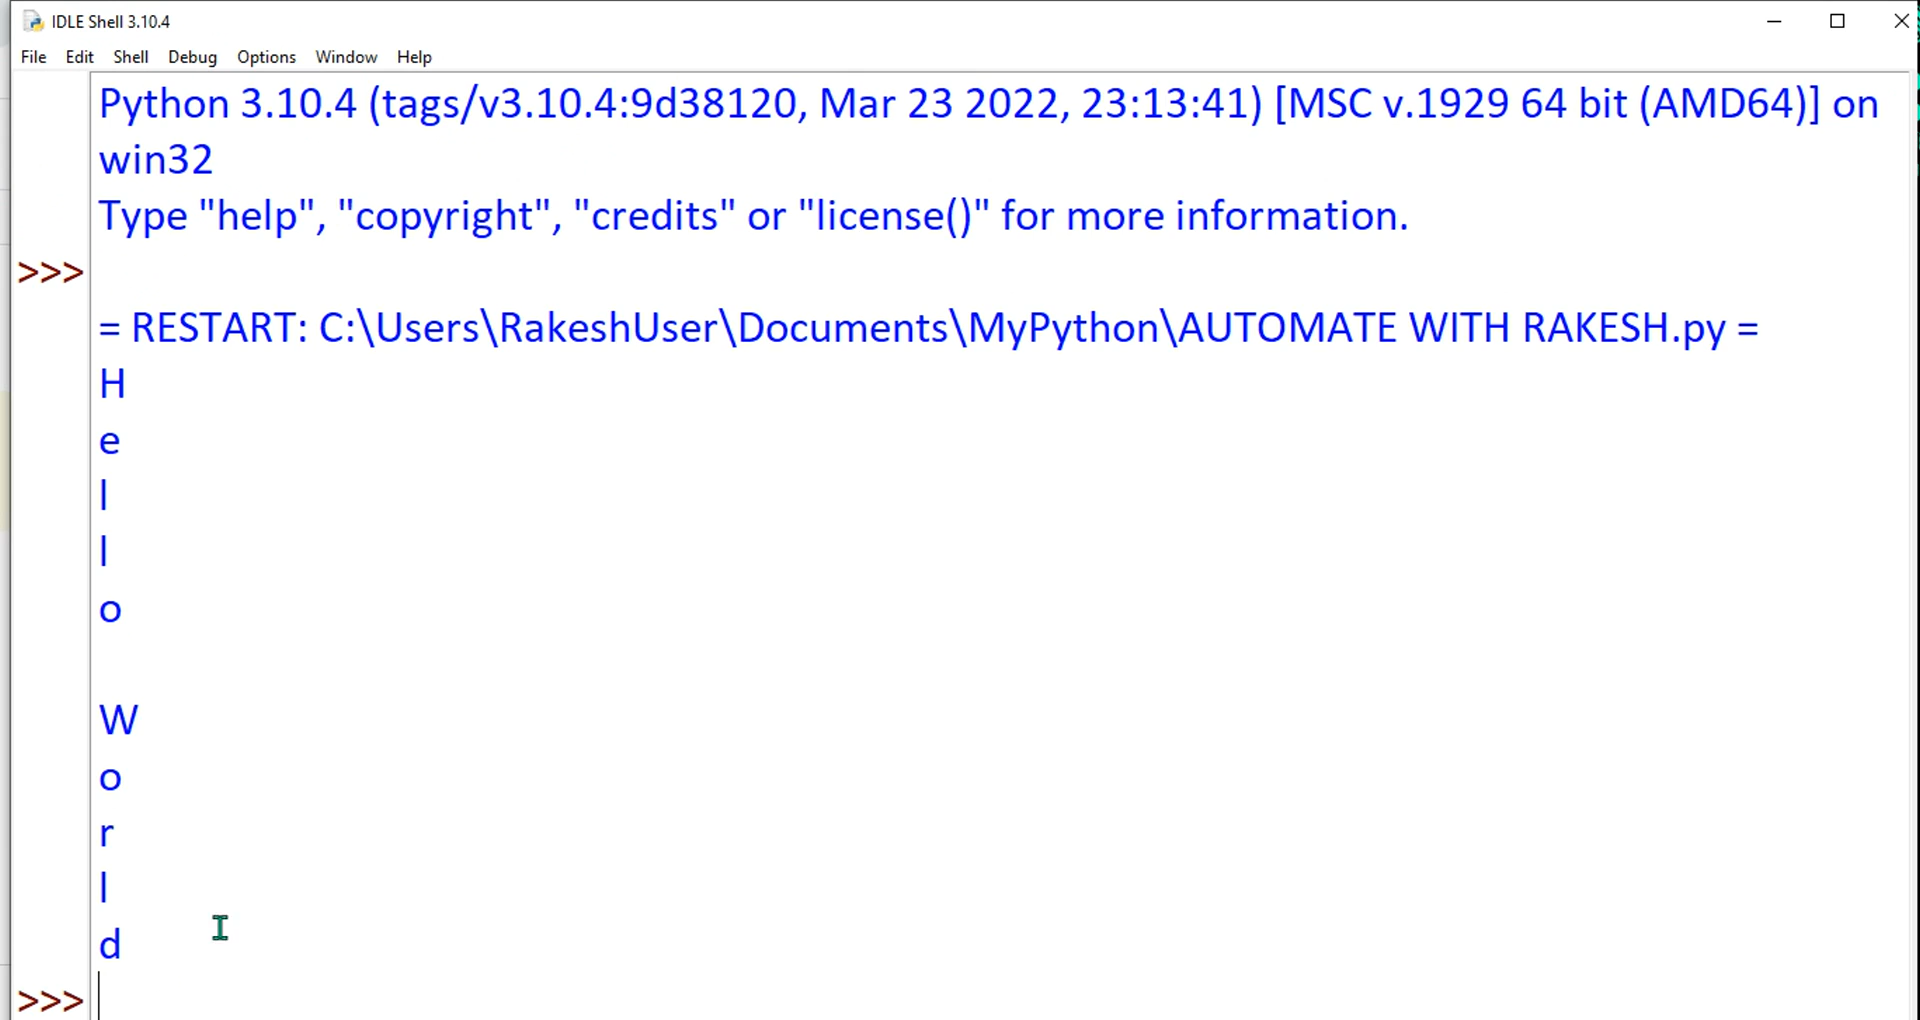 IDLE Shell 3.10.4
File Edit Shell Debug Options Window Help
Python 3.10.4 (tags/v3.10.4:9d38120, Mar 23 2022, 23:13:41) [MSC v.1929 64 bit (AMD64)] on
win32
Type "help", "copyright", "credits" or "license()" for more information.
>>>
= RESTART: C:\Users\RakeshUser\Documents\MyPython\AUTOMATE WITH RAKESH.py =
H
e
l
l
o
W
o
r
l
d
>>>